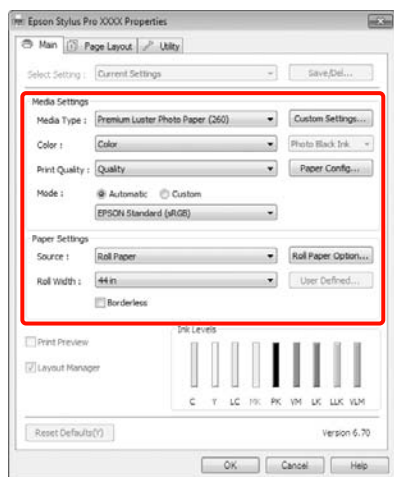 Epson Stylus Pro XXXX Properties
Main Page Layout Utility
Select Setting : Current Settings Save/Del...
Media Settings
Media Type : Premium Luster Photo Paper (260) Custom Settings...
Color : Color Photo Black Ink
Print Quality : Quality Paper Config...
Mode : Automatic Custom
EPSON Standard (sRGB)
Paper Settings
Source : Roll Paper Roll Paper Option...
Roll Width : 44 in User Defined...
Borderless
Ink Levels
Print Preview
Layout Manager
C Y LC MK PK VM LK LLK VLM
Reset Defaults(Y) Version 6.70
OK Cancel Help